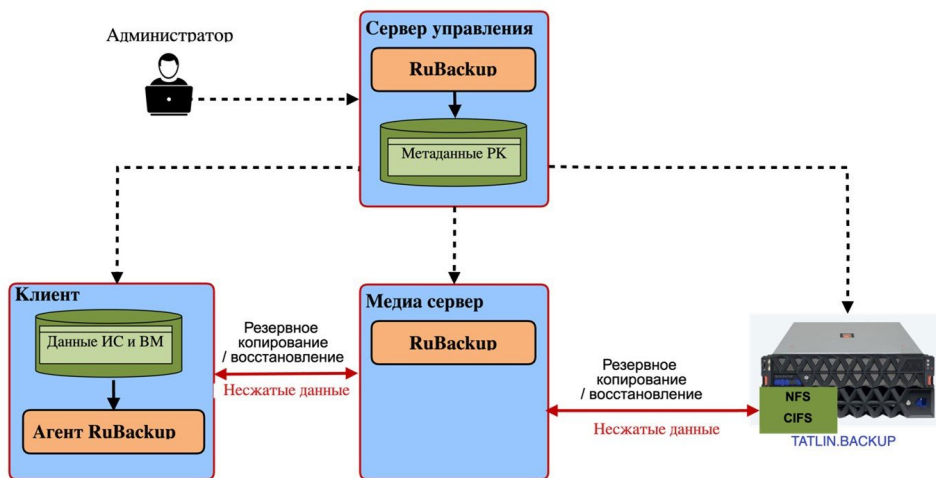 Администратор
Сервер управления
RuBackup
Метаданные РК
Клиент
Данные ИС и ВМ
Агент RuBackup
Резервное
копирование
/ восстановление
Несжатые данные
Медиа сервер
RuBackup
Резервное
копирование
/ восстановление
Несжатые данные
NFS
CIFS
TATLIN.BACKUP